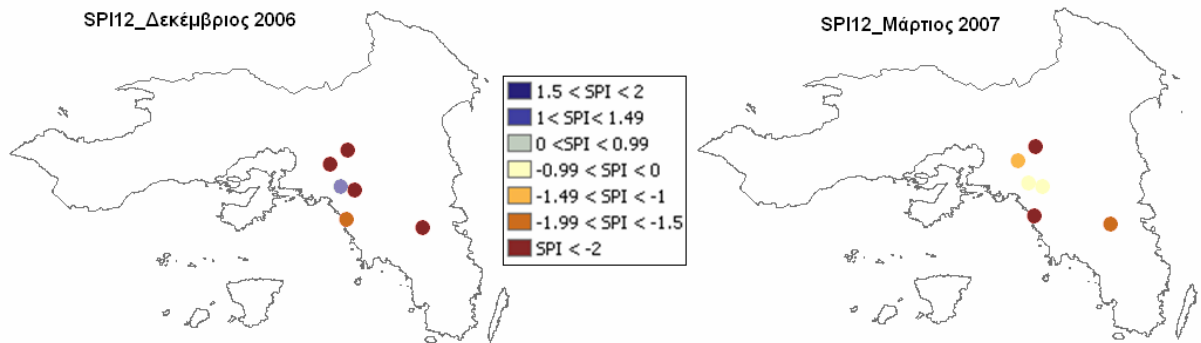 SPI12_Δεκέμβριος 2006
1.5 < SPI < 2
1< SPI< 1.49
0 <SPI < 0.99
-0.99 < SPI < 0
-1.49 < SPI < -1
-1.99 < SPI < -1.5
SPI < -2
SPI12_Μάρτιος 2007